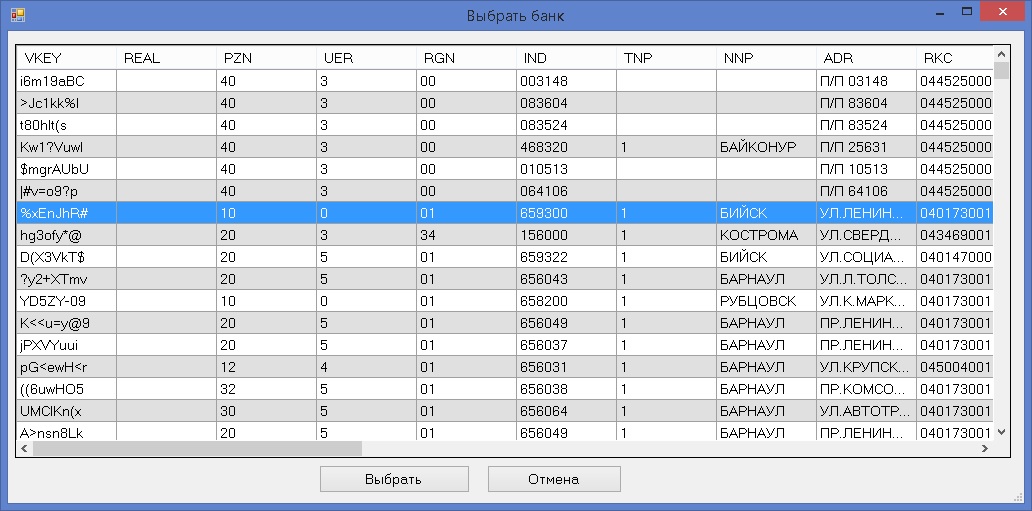 Выбрать банк
VKEY REAL PZN UER RGN IND TNP NNP ADR RKC
i6m19aBC 40 3 00 003148 П/П 03148 044525000
>Jc1kk%l 40 3 00 083604 П/П 83604 044525000
t80hIt(s 40 3 00 083524 П/П 83524 044525000
Kw1?Vuwl 40 3 00 468320 1 БАЙКОНУР П/П 25631 044525000
$mgrAUbU 40 3 00 010513 П/П 10513 044525000
|#v=o9?p 40 3 00 064106 П/П 64106 044525000
%xEnJhR# 10 0 01 659300 1 БИЙСК УЛ.ЛЕНИН... 040173001
hg3ofy*@ 20 3 34 156000 1 КОСТРОМА УЛ.СВЕРД... 043469001
D(X3VkT$ 20 5 01 659322 1 БИЙСК УЛ.СОЦИА... 040147000
?y2+XTmv 20 5 01 656043 1 БАРНАУЛ УЛ.Л.ТОЛС... 040173001
YD5ZY-09 10 0 01 658200 1 РУБЦОВСК УЛ.К.МАРК... 040173001
K<<u=y@9 20 5 01 656049 1 БАРНАУЛ ПР.ЛЕНИН... 040173001
jPXVYuui 20 5 01 656037 1 БАРНАУЛ ПР.ЛЕНИН... 040173001
pG<ewH<r 12 4 01 656031 1 БАРНАУЛ УЛ.КРУПСК... 045004001
((6uwHO5 32 5 01 656038 1 БАРНАУЛ ПР.КОМСО... 040173001
UMCIKn(x 30 5 01 656064 1 БАРНАУЛ УЛ.АВТОТР... 040173001
A>nsn8Lk 20 5 01 656049 1 БАРНАУЛ ПР.ЛЕНИН... 040173001
Выбрать Отмена